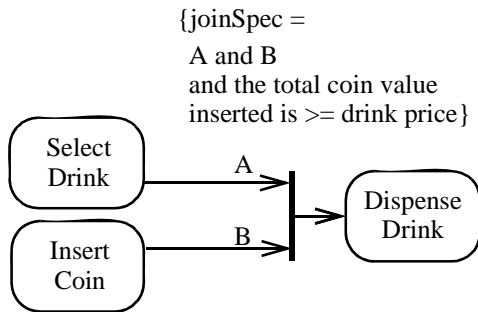 {joinSpec =
A and B
and the total coin value
inserted is >= drink price}
Select
Drink
A
Dispense
Drink
B
Insert
Coin